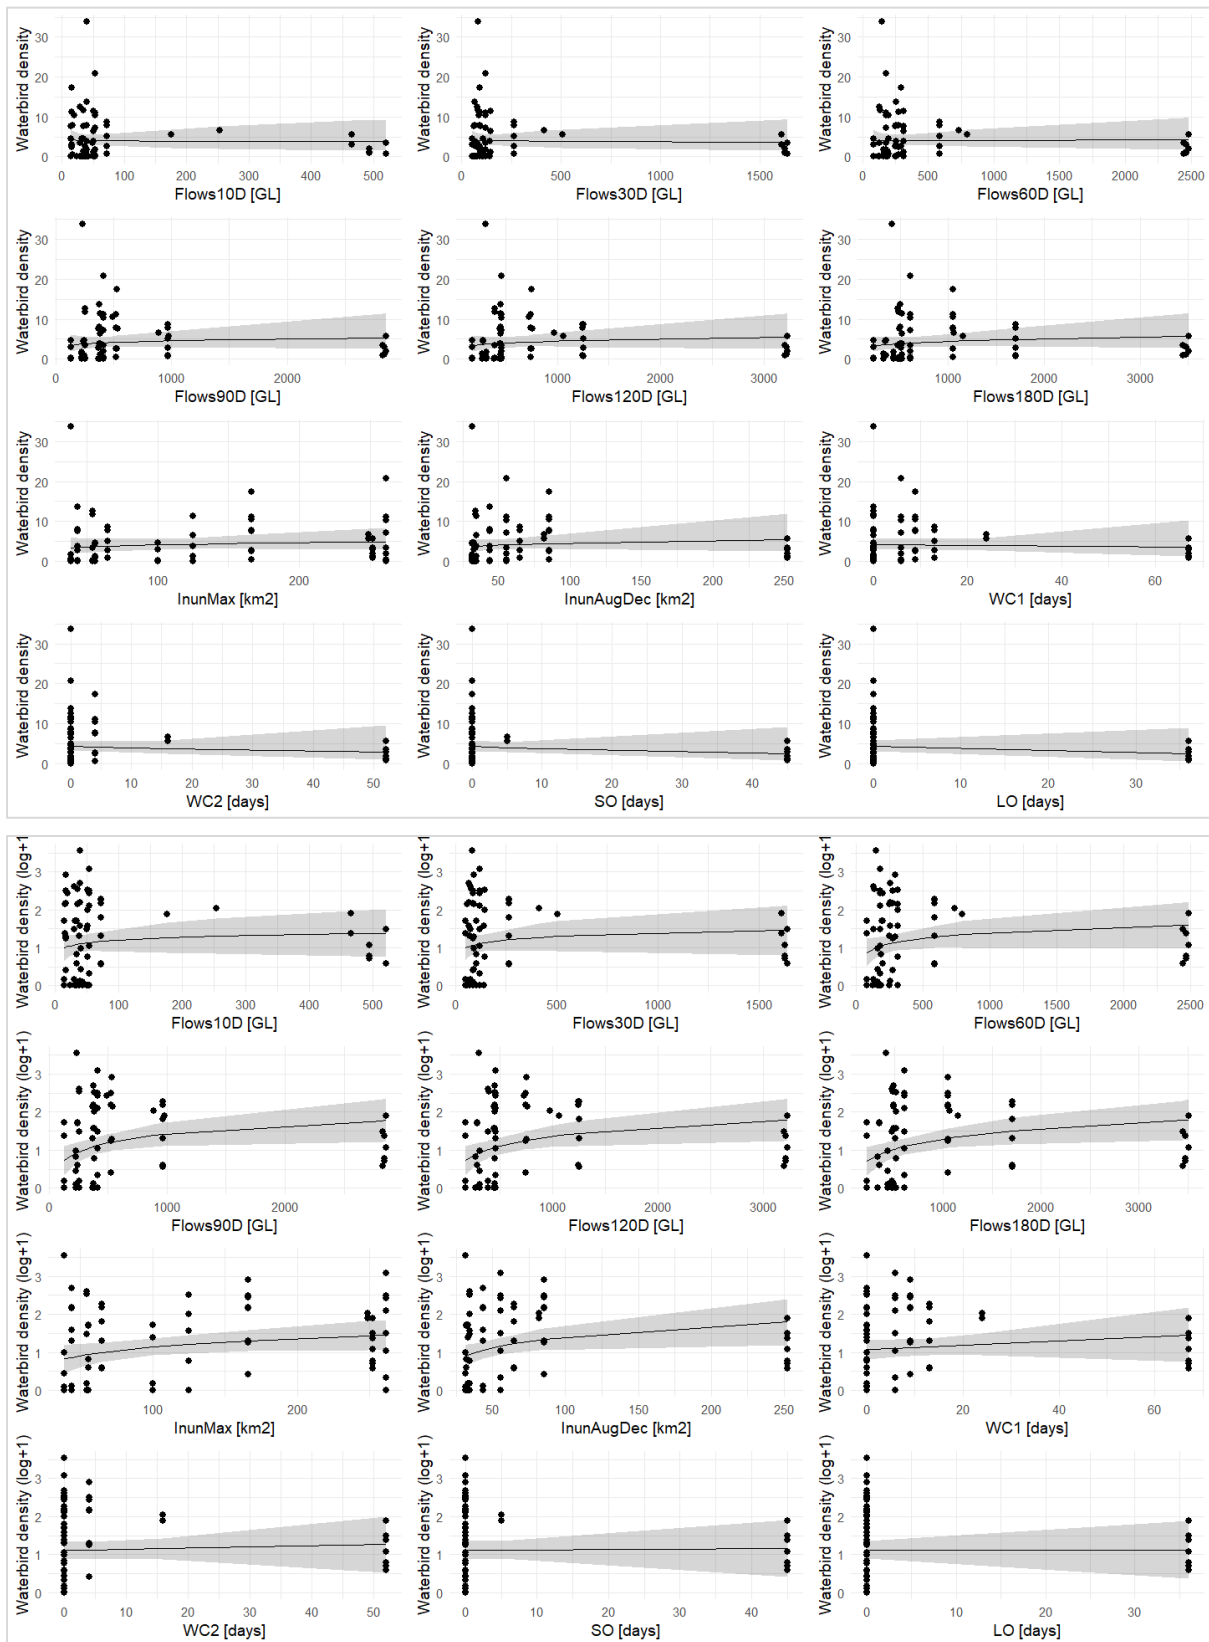 Waterbird density
30
20
10
0
0 100 200 300 400 500
Flows10D [GL]
Waterbird density
30
20
10
0
0 500 1000 1500
Flows30D [GL]
Waterbird density
30
20
10
0
0 500 1000 1500 2000 2500
Flows60D [GL]
Waterbird density
30
20
10
0
0 1000 2000
Flows90D [GL]
Waterbird density
30
20
10
0
1000 2000 3000
Flows120D [GL]
Waterbird density
30
20
10
0
1000 2000 3000
Flows180D [GL]
Waterbird density
30
20
10
0
100 200
InunMax [km2]
Waterbird density
30
20
10
0
50 100 150 200 250
InunAugDec [km2]
Waterbird density
30
20
10
0
0 20 40 60
WC1 [days]
Waterbird density
30
20
10
0
0 10 20 30 40 50
WC2 [days]
Waterbird density
30
20
10
0
0 10 20 30 40
SO [days]
Waterbird density
30
20
10
0
0 10 20 30
LO [days]
Waterbird density (log+1
3
2
1
0
0 100 200 300 400 500
Flows10D [GL]
Waterbird density (log+1
3
2
1
0
0 500 1000 1500
Flows30D [GL]
Waterbird density (log+1
3
2
1
0
0 500 1000 1500 2000 2500
Flows60D [GL]
Waterbird density (log+1)
3
2
1
0
0 1000 2000
Flows90D [GL]
Waterbird density (log+1)
3
2
1
0
1000 2000 3000
Flows120D [GL]
Waterbird density (log+1)
3
2
1
0
1000 2000 3000
Flows180D [GL]
Waterbird density (log+1)
3
2
1
0
100 200
InunMax [km2]
Waterbird density (log+1)
3
2
1
0
50 100 150 200 250
InunAugDec [km2]
Waterbird density (log+1)
3
2
1
0
0 20 40 60
WC1 [days]
Waterbird density (log+1)
3
2
1
0
0 10 20 30 40 50
WC2 [days]
Waterbird density (log+1)
3
2
1
0
0 10 20 30 40
SO [days]
Waterbird density (log+1)
3
2
1
0
0 10 20 30
LO [days]